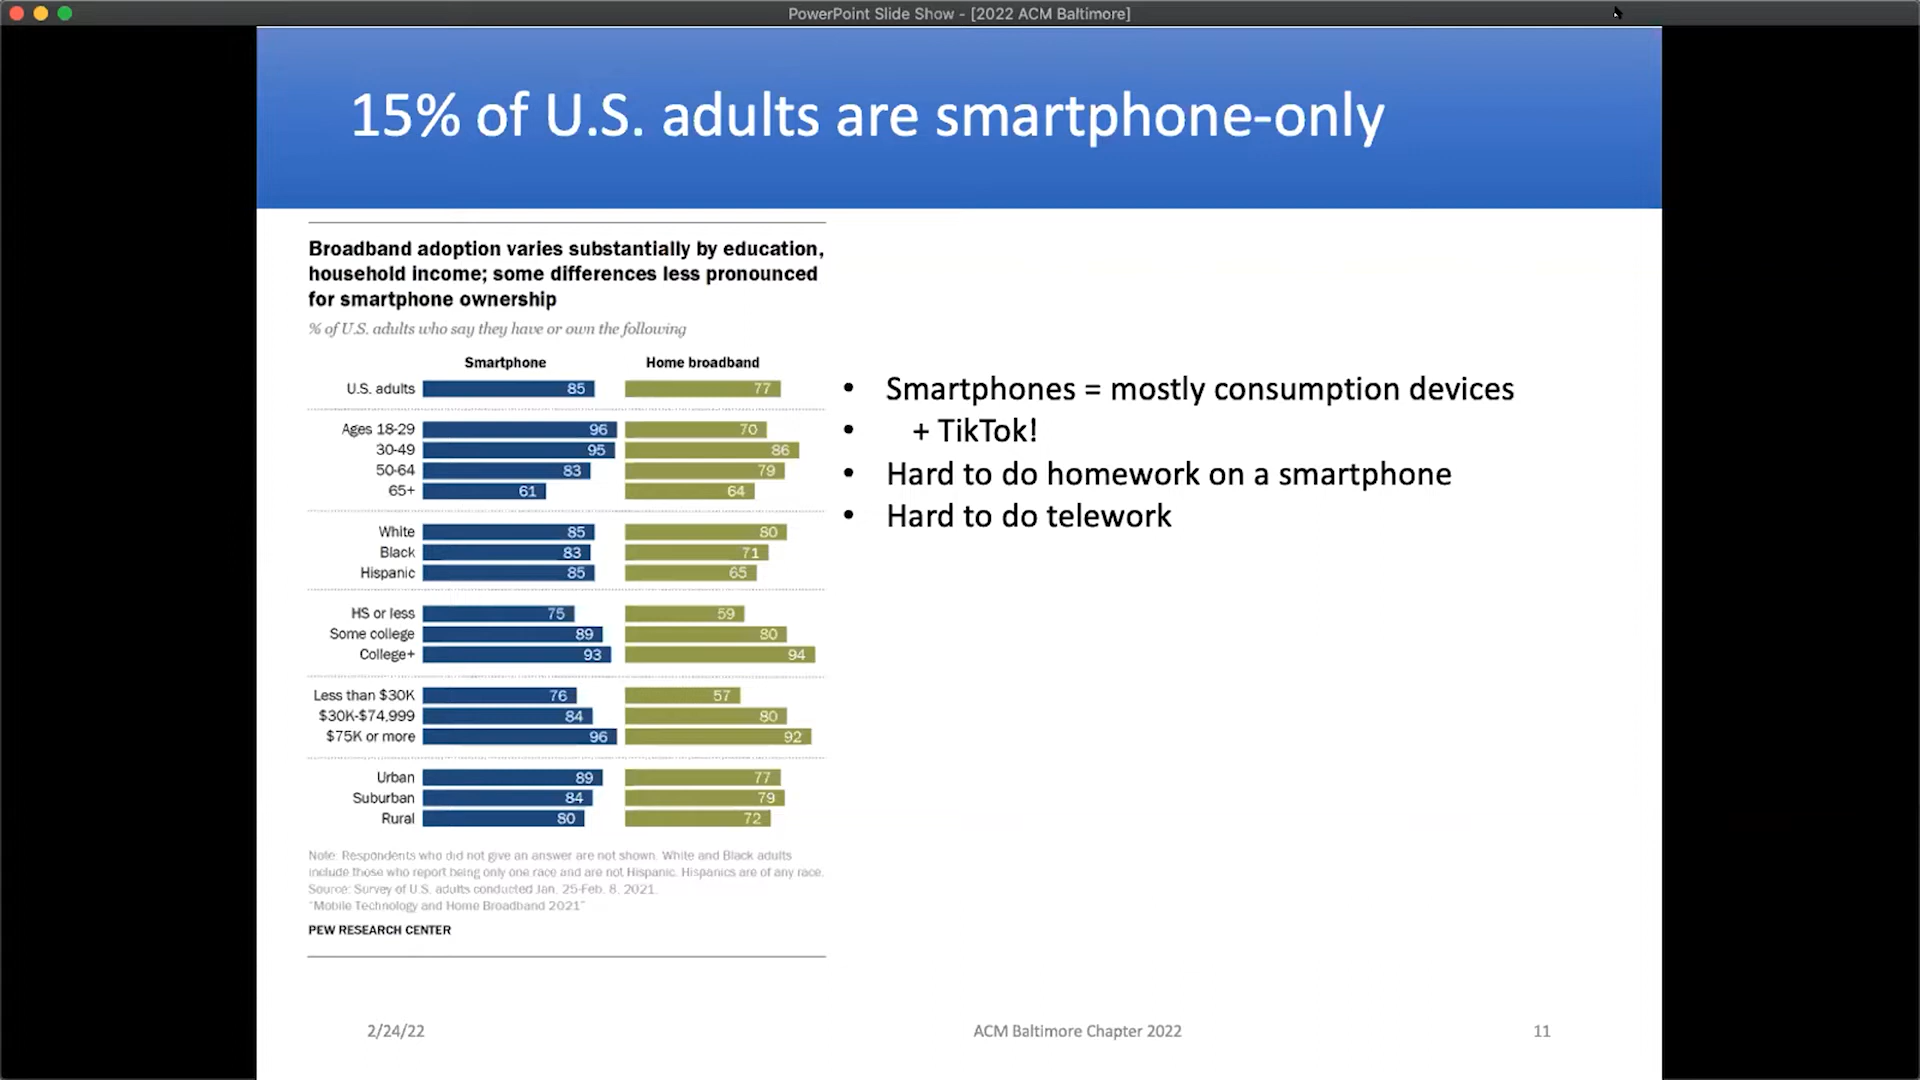 PowerPoint Slide Show - [2022 ACM Baltimore]
15% of U.S. adults are smartphone-only
Broadband adoption varies substantially by education,
household income; some differences less pronounced
for smartphone ownership
% of U.S. adults who say they have or own the following
Smartphone Home broadband
U.S. adults 85 77
Ages 18-29 96 70
30-49 95 86
50-64 83 79
65+ 61 64
White 85 80
Black 83 71
Hispanic 85 65
HS or less 75 59
Some college 89 80
College+ 93 94
Less than $30K 76 57
$30K-$74,999 84 80
$75K or more 96 92
Urban 89 77
Suburban 84 79
Rural 80 72
Note: Respondents who did not give an answer are not shown. White and Black adults
include those who report being only one race and are not Hispanic. Hispanics are of any race.
Source: Survey of U.S. adults conducted Jan. 25-Feb. 8, 2021.
"Mobile Technology and Home Broadband 2021"
PEW RESEARCH CENTER
• Smartphones = mostly consumption devices
• + TikTok!
• Hard to do homework on a smartphone
• Hard to do telework
2/24/22 ACM Baltimore Chapter 2022 11